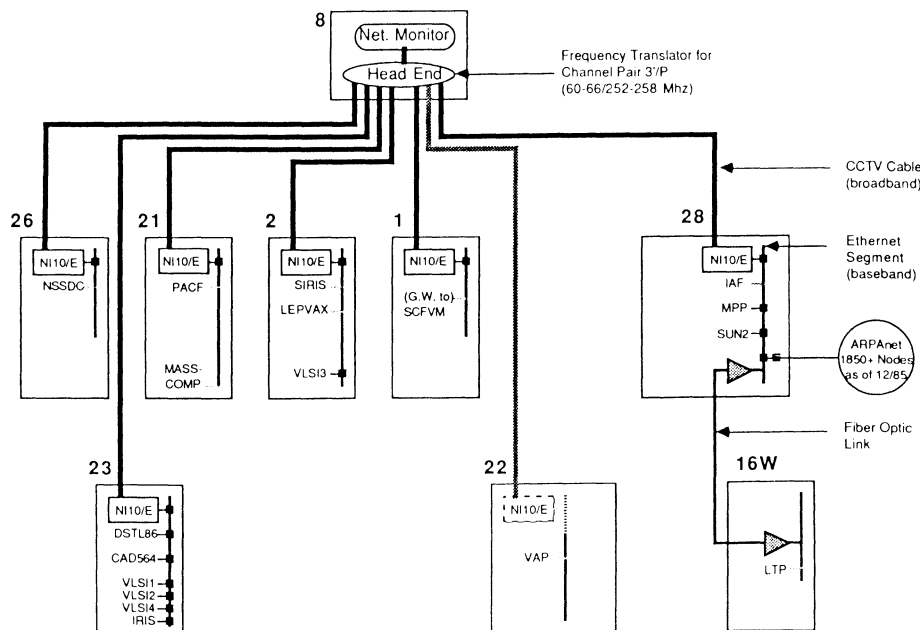 8
Net. Monitor
Head End
Frequency Translator for
Channel Pair 3'/P
(60-66/252-258 Mhz)
CCTV Cable
(broadband)
26
NI10/E
NSSDC
21
NI10/E
PACF
MASS-
COMP
2
NI10/E
SIRIS
LEPVAX
VLSI3
1
NI10/E
(G.W. to)
SCFVM
28
NI10/E
IAF
MPP
SUN2
Ethernet
Segment
(baseband)
ARPAnet
1850+ Nodes
as of 12/85
Fiber Optic
Link
23
NI10/E
DSTL86
CAD564
VLSI1
VLSI2
VLSI4
IRIS
22
NI10/E
VAP
16W
LTP